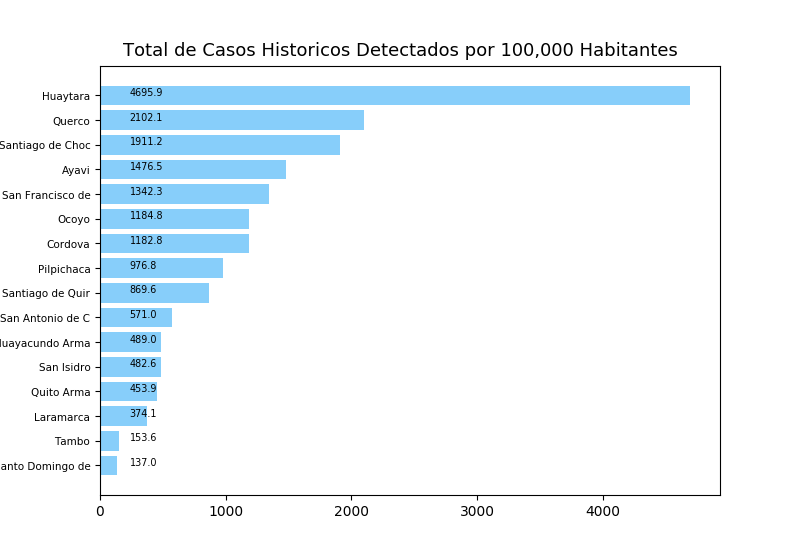 Total de Casos Historicos Detectados por 100,000 Habitantes
Huaytara 4695.9
Querco 2102.1
Santiago de Choc 1911.2
Ayavi 1476.5
San Francisco de 1342.3
Ocoyo 1184.8
Cordova 1182.8
Pilpichaca 976.8
Santiago de Quir 869.6
San Antonio de C 571.0
uayacundo Arma 489.0
San Isidro 482.6
Quito Arma 453.9
Laramarca 374.1
Tambo 153.6
anto Domingo de 137.0
0 1000 2000 3000 4000